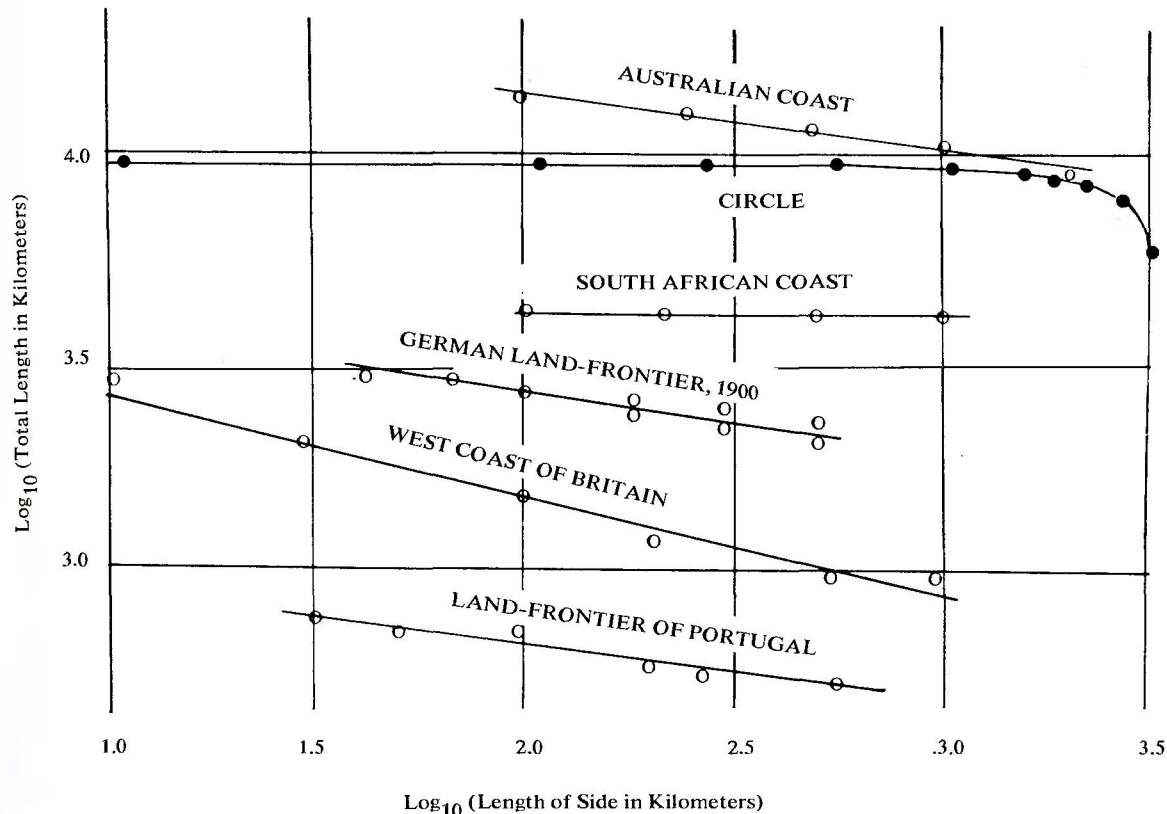 AUSTRALIAN COAST
4.0
CIRCLE
SOUTH AFRICAN COAST
3.5
GERMAN LAND-FRONTIER, 1900
WEST COAST OF BRITAIN
3.0
LAND-FRONTIER OF PORTUGAL
Log10 (Total Length in Kilometers)
1.0 1.5 2.0 2.5 .3.0 3.5
Log10 (Length of Side in Kilometers)